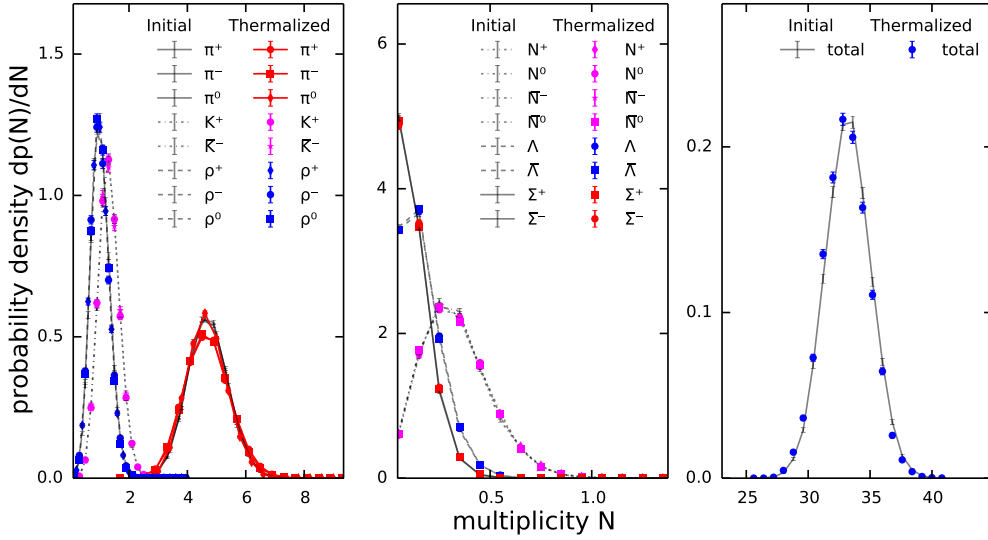 probability density dp(N)/dN
1.5
1.0
0.5
0.0
2 4 6 8
Initial Thermalized
π⁺ π⁺
π⁻ π⁻
π⁰ π⁰
K⁺ K⁺
K̅⁻ K̅⁻
ρ⁺ ρ⁺
ρ⁻ ρ⁻
ρ⁰ ρ⁰
6
4
2
0
0.5 1.0
Initial Thermalized
N⁺ N⁺
N⁰ N⁰
N̅⁻ N̅⁻
N̅⁰ N̅⁰
Λ Λ
Λ̅ Λ̅
Σ⁺ Σ⁺
Σ⁻ Σ⁻
multiplicity N
0.2
0.1
0.0
25 30 35 40
Initial Thermalized
total total